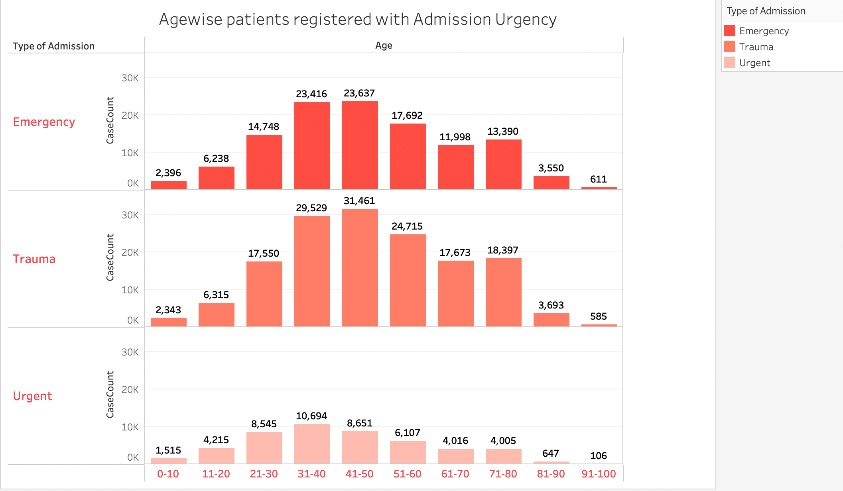 Agewise patients registered with Admission Urgency
Type of Admission
Emergency
Trauma
Urgent
Type of Admission
Age
Emergency
CaseCount
30K
20K
10K
0K
2,396
6,238
14,748
23,416
23,637
17,692
11,998
13,390
3,550
611
Trauma
CaseCount
30K
20K
10K
0K
2,343
6,315
17,550
29,529
31,461
24,715
17,673
18,397
3,693
585
Urgent
CaseCount
30K
20K
10K
0K
1,515
4,215
8,545
10,694
8,651
6,107
4,016
4,005
647
106
0-10
11-20
21-30
31-40
41-50
51-60
61-70
71-80
81-90
91-100